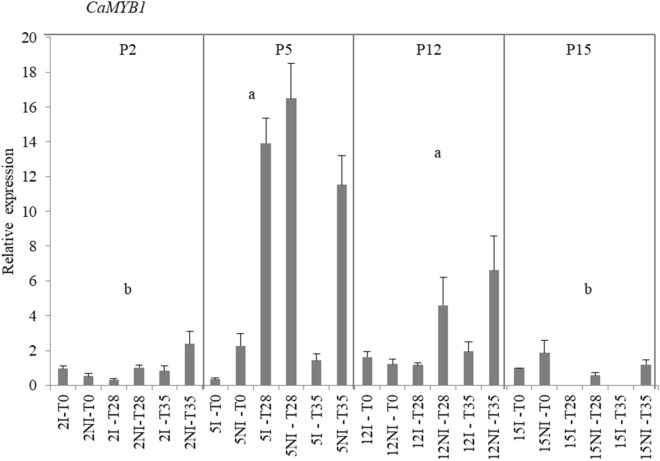 CaMYB1
20
18
16
14
12
10
8
6
4
2
0
Relative expression
P2
P5
P12
P15
a
a
b
b
2I-T0
2NI-T0
2I -T28
2NI-T28
2I -T35
2NI-T35
5I -T0
5NI -T0
5I -T28
5NI - T28
5I - T35
5NI -T35
12I - T0
12NI - T0
12I - T28
12NI -T28
12I - T35
12NI -T35
15I - T0
15NI -T0
15I -T28
15NI -T28
15I -T35
15NI -T35